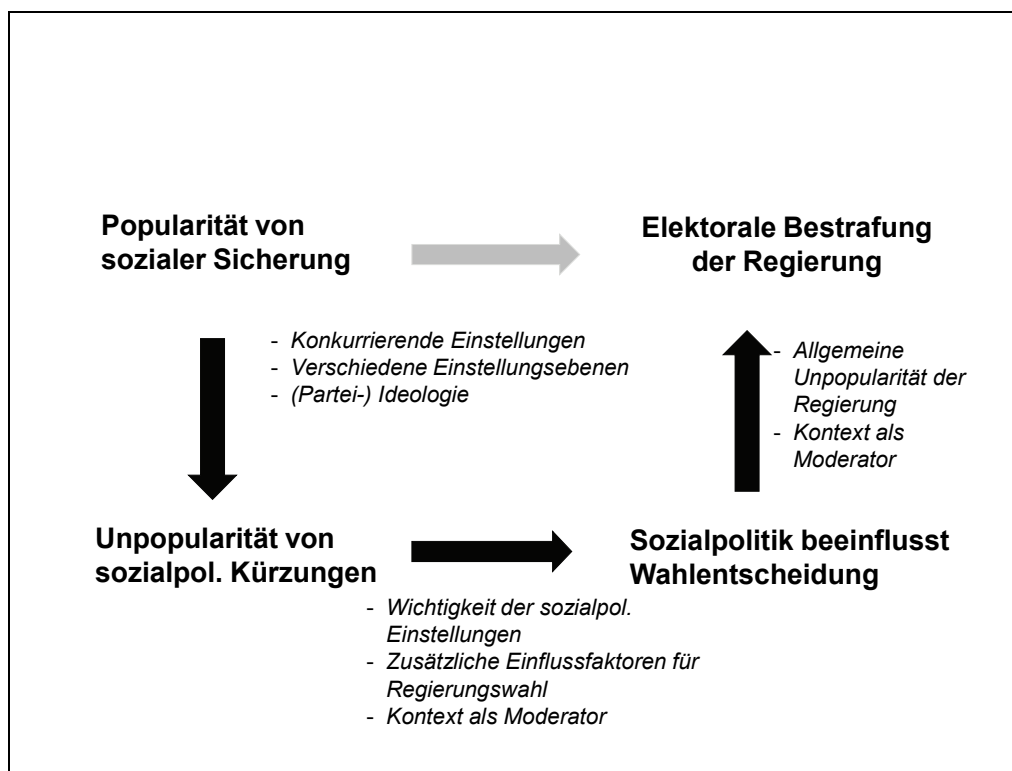 Popularität von
sozialer Sicherung
Elektorale Bestrafung
der Regierung
- Konkurrierende Einstellungen
- Verschiedene Einstellungsebenen
- (Partei-) Ideologie
- Allgemeine
Unpopularität der
Regierung
- Kontext als
Moderator
Unpopularität von
sozialpol. Kürzungen
Sozialpolitik beeinflusst
Wahlentscheidung
- Wichtigkeit der sozialpol.
Einstellungen
- Zusätzliche Einflussfaktoren für
Regierungswahl
- Kontext als Moderator